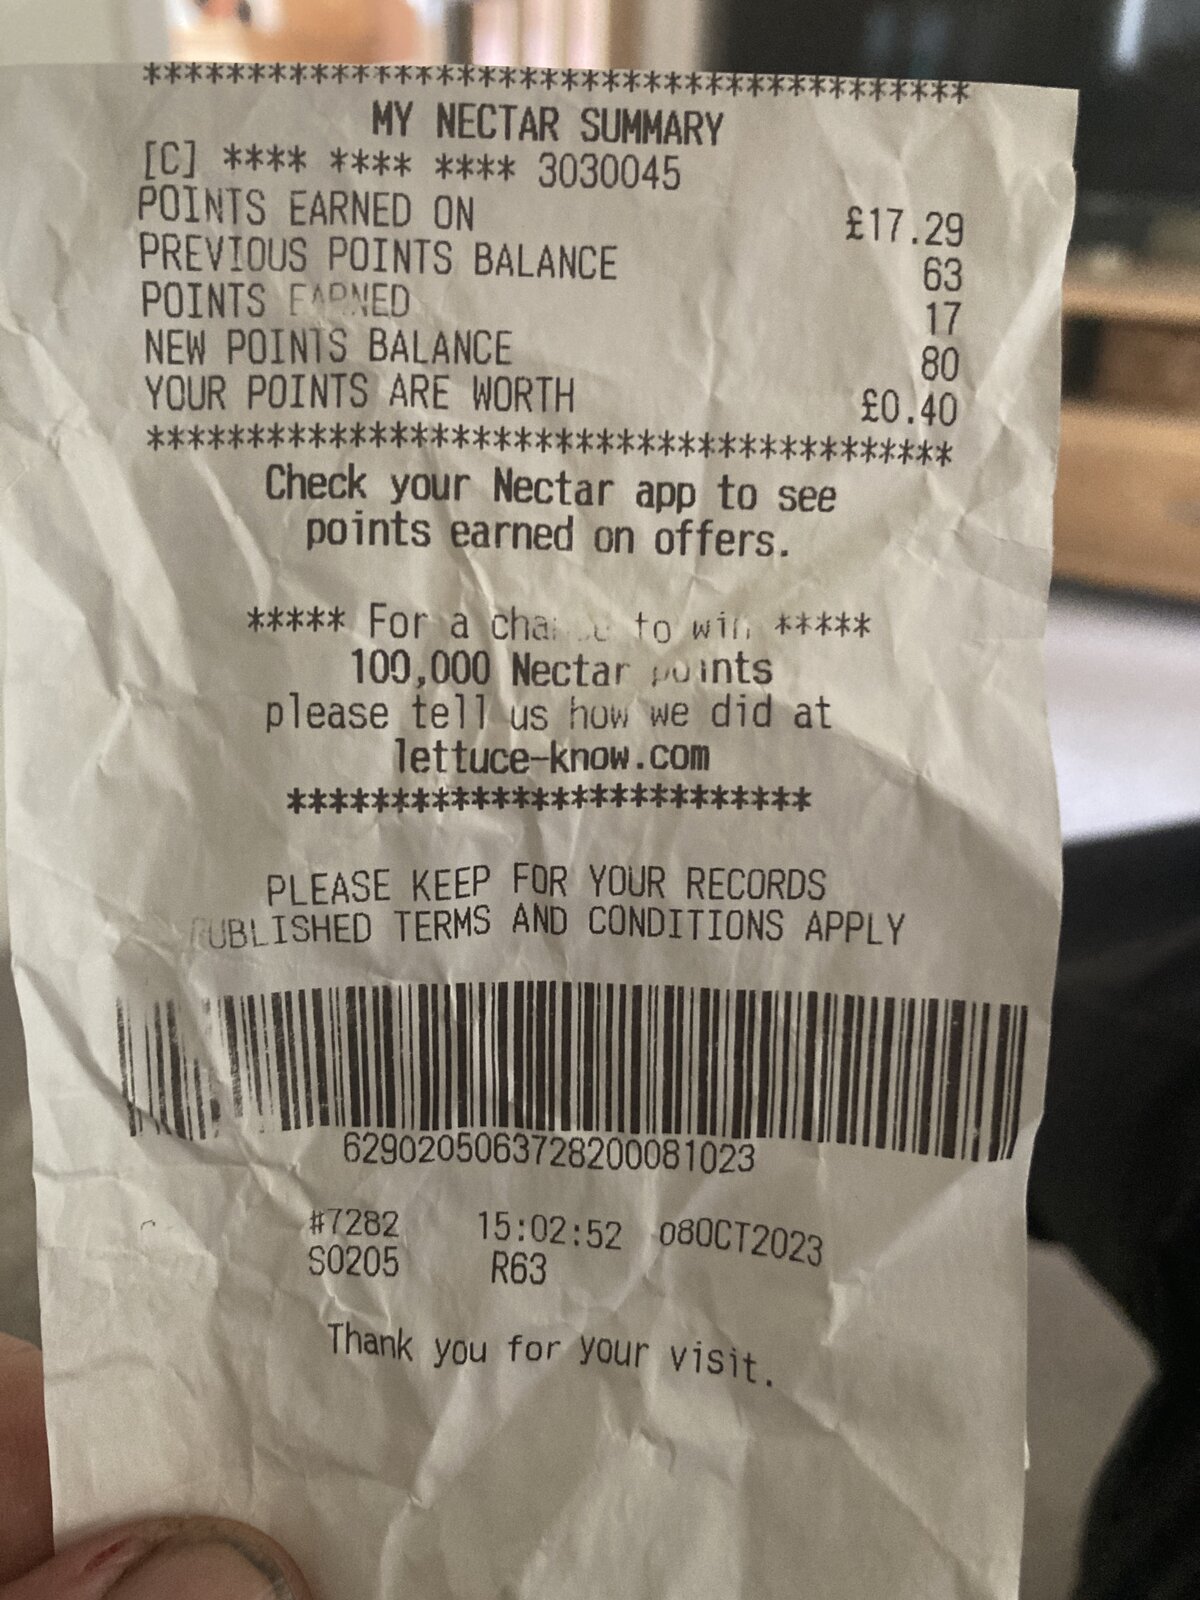 ****************************************
MY NECTAR SUMMARY
[C] **** **** **** 3030045
POINTS EARNED ON £17.29
PREVIOUS POINTS BALANCE 63
POINTS EARNED 17
NEW POINTS BALANCE 80
YOUR POINTS ARE WORTH £0.40
****************************************
Check your Nectar app to see
points earned on offers.
***** For a chance to win *****
100,000 Nectar points
please tell us how we did at
lettuce-know.com
*************************
PLEASE KEEP FOR YOUR RECORDS
PUBLISHED TERMS AND CONDITIONS APPLY
6290205063728200081023
#7282 15:02:52 08OCT2023
S0205 R63
Thank you for your visit.